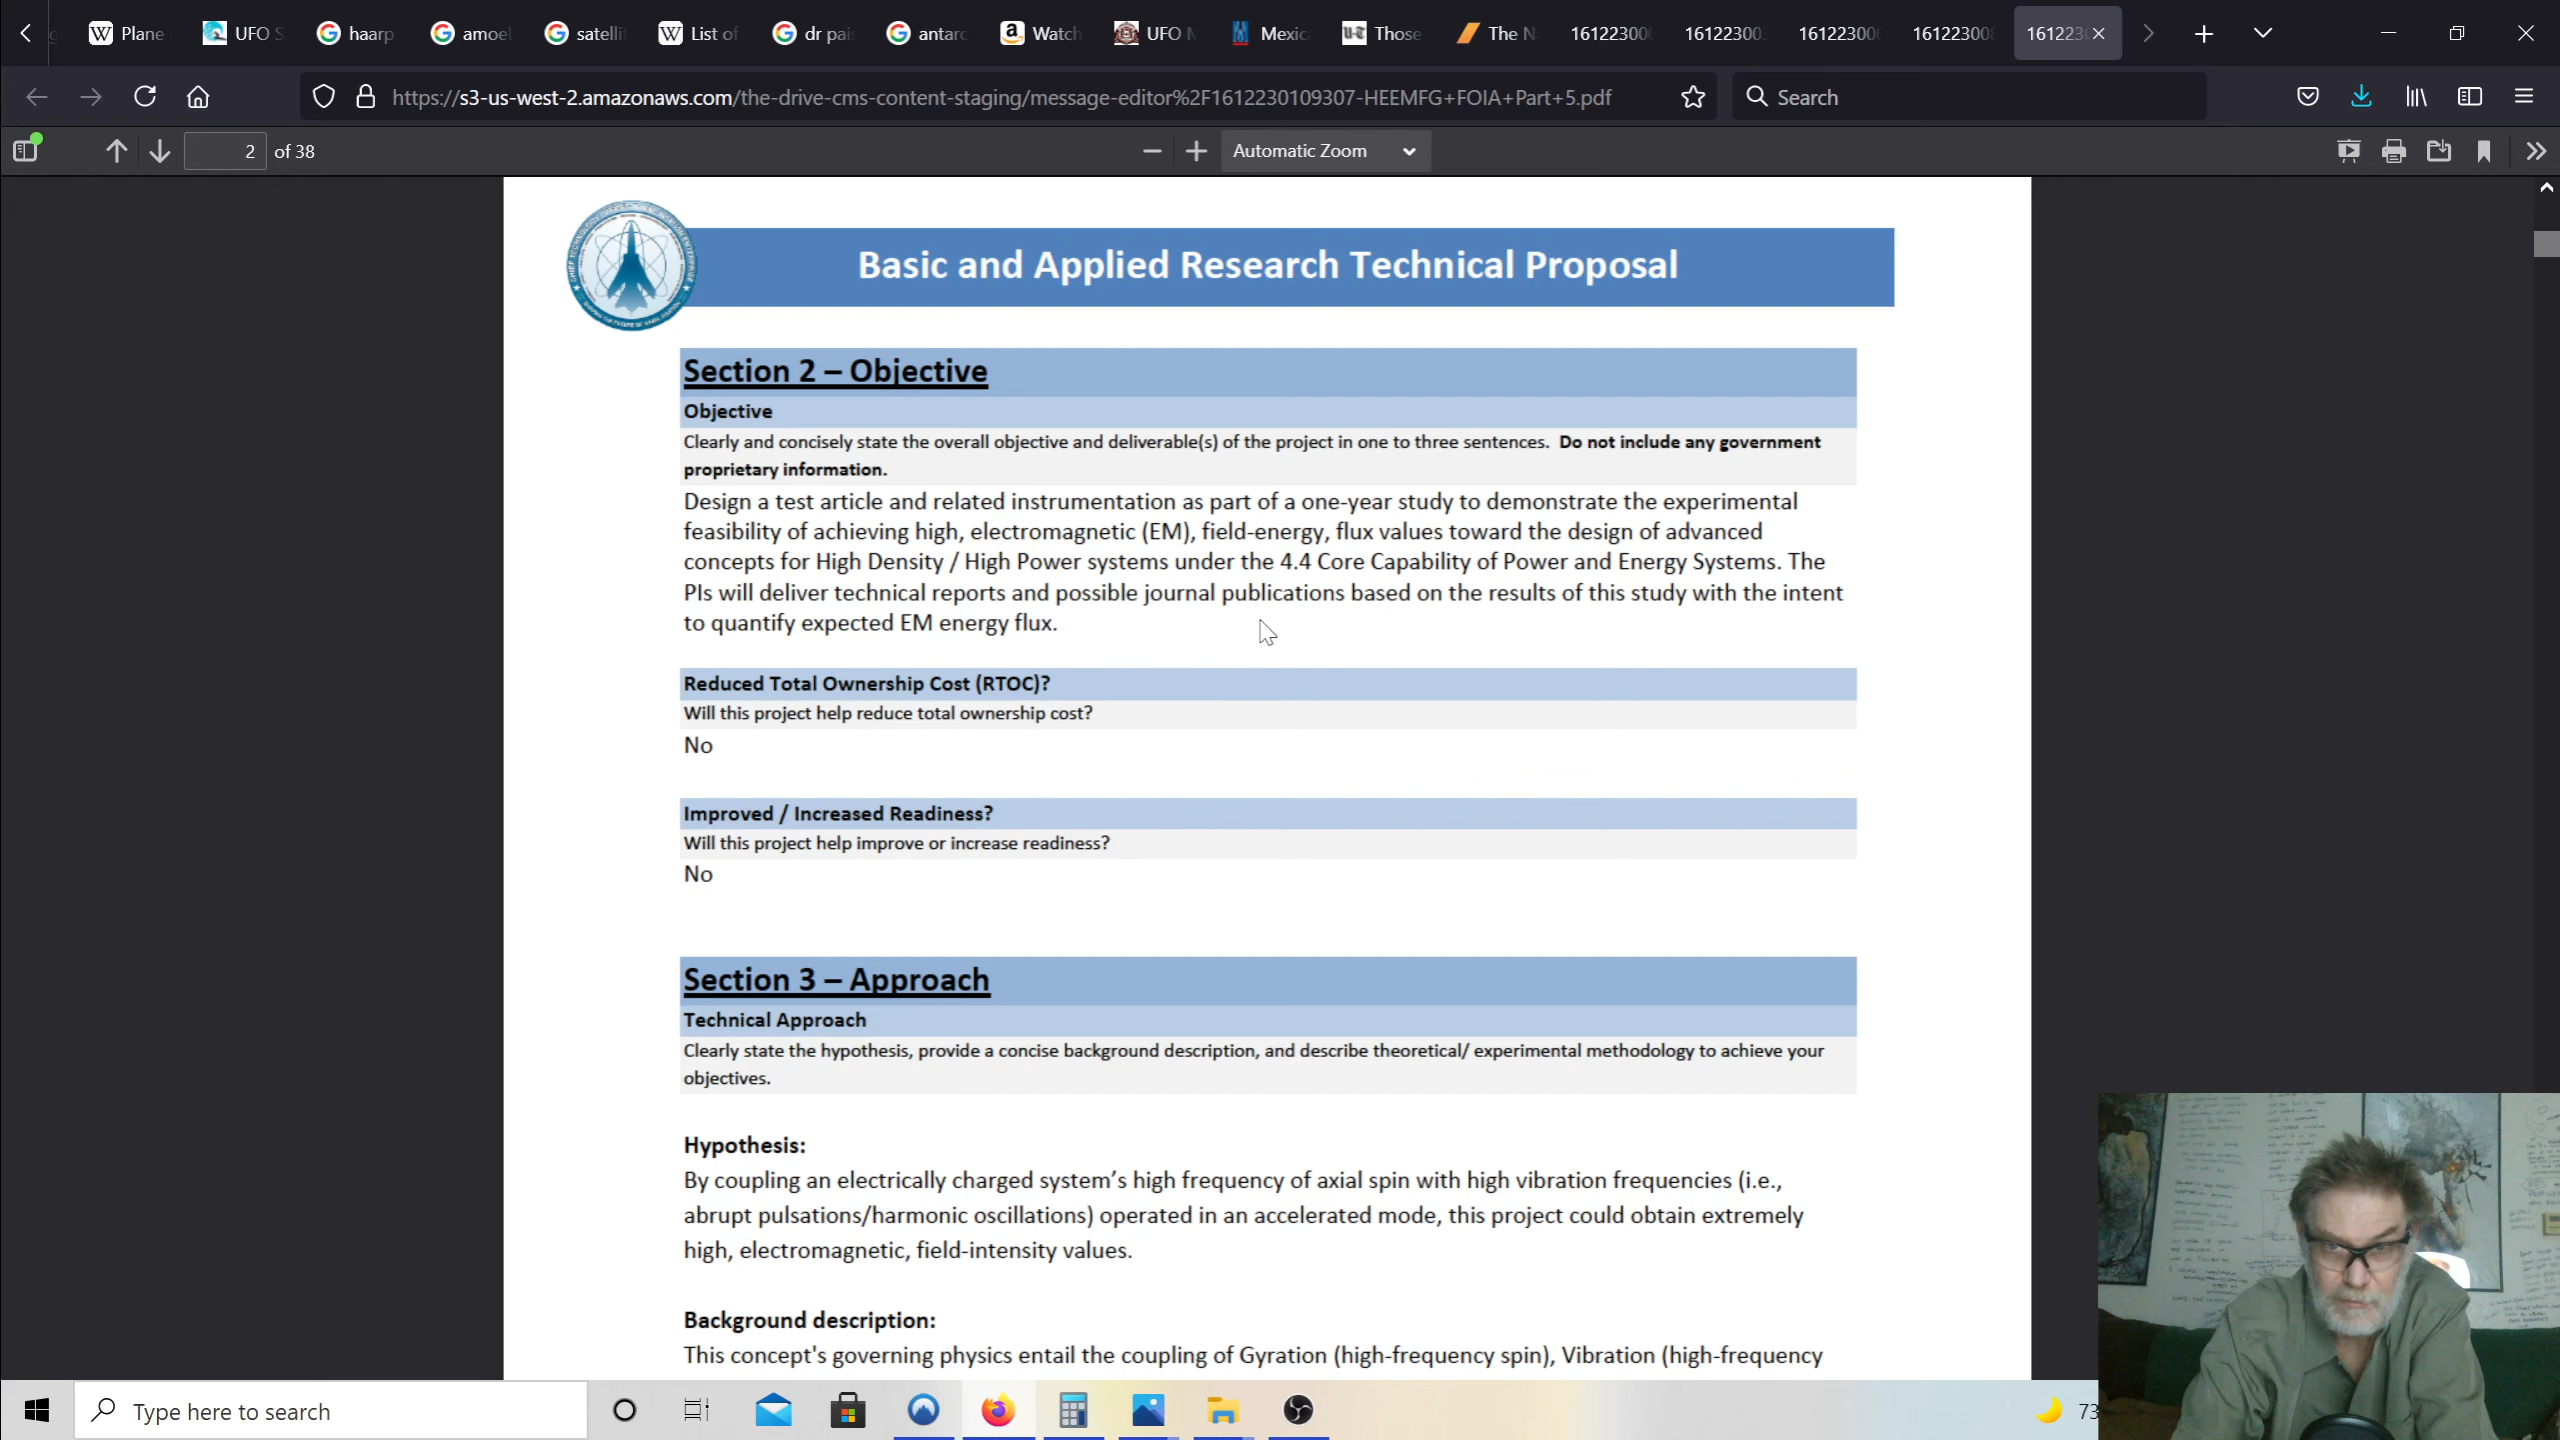 Plane
UFO S
haarp
amoel
satelli
List of
dr pais
antarc
Watch
UFO M
Mexic
Those
The N
161223000
161223003
161223006
161223008
161223
https://s3-us-west-2.amazonaws.com/the-drive-cms-content-staging/message-editor%2F1612230109307-HEEMFG+FOIA+Part+5.pdf
Search
2 of 38
Automatic Zoom
Basic and Applied Research Technical Proposal
Section 2 – Objective
Objective
Clearly and concisely state the overall objective and deliverable(s) of the project in one to three sentences. Do not include any government
proprietary information.
Design a test article and related instrumentation as part of a one-year study to demonstrate the experimental
feasibility of achieving high, electromagnetic (EM), field-energy, flux values toward the design of advanced
concepts for High Density / High Power systems under the 4.4 Core Capability of Power and Energy Systems. The
PIs will deliver technical reports and possible journal publications based on the results of this study with the intent
to quantify expected EM energy flux.
Reduced Total Ownership Cost (RTOC)?
Will this project help reduce total ownership cost?
No
Improved / Increased Readiness?
Will this project help improve or increase readiness?
No
Section 3 – Approach
Technical Approach
Clearly state the hypothesis, provide a concise background description, and describe theoretical/ experimental methodology to achieve your
objectives.
Hypothesis:
By coupling an electrically charged system's high frequency of axial spin with high vibration frequencies (i.e.,
abrupt pulsations/harmonic oscillations) operated in an accelerated mode, this project could obtain extremely
high, electromagnetic, field-intensity values.
Background description:
This concept's governing physics entail the coupling of Gyration (high-frequency spin), Vibration (high-frequency
Type here to search
73